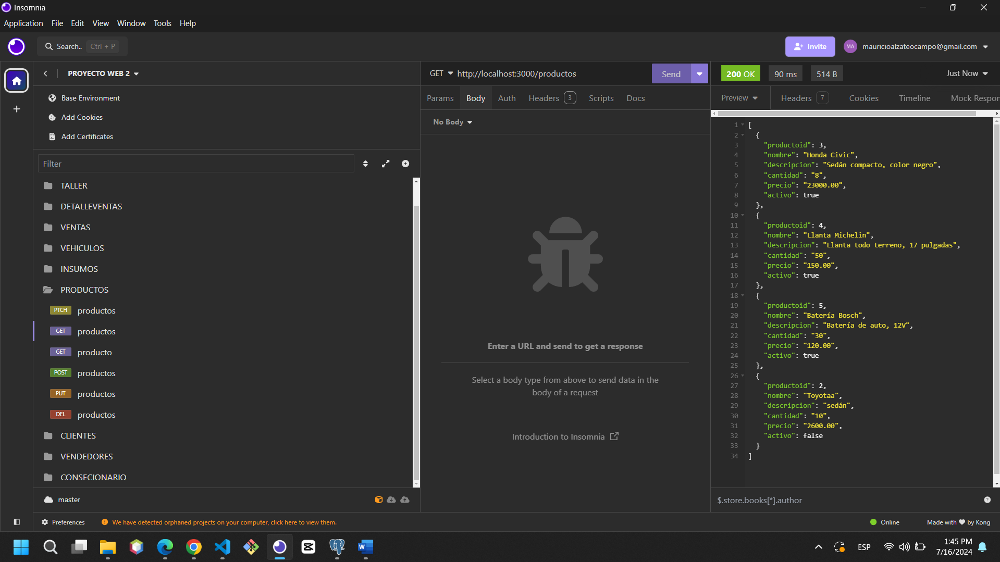 Insomnia
Application File Edit View Window Tools Help
Search.. Ctrl + P
Invite
MA mauricioalzateocampo@gmail.com
PROYECTO WEB 2
Base Environment
Add Cookies
Add Certificates
Filter
TALLER
DETALLEVENTAS
VENTAS
VEHICULOS
INSUMOS
PRODUCTOS
PTCH productos
GET productos
GET producto
POST productos
PUT productos
DEL productos
CLIENTES
VENDEDORES
CONSECIONARIO
master
GET http://localhost:3000/productos Send
Params Body Auth Headers 3 Scripts Docs
No Body
Enter a URL and send to get a response
Select a body type from above to send data in the
body of a request
Introduction to Insomnia
200 OK 90 ms 514 B Just Now
Preview Headers 7 Cookies Timeline Mock Respor
1 [
2 {
3 "productoid": 3,
4 "nombre": "Honda Civic",
5 "descripcion": "Sedán compacto, color negro",
6 "cantidad": "8",
7 "precio": "23000.00",
8 "activo": true
9 },
10 {
11 "productoid": 4,
12 "nombre": "Llanta Michelin",
13 "descripcion": "Llanta todo terreno, 17 pulgadas",
14 "cantidad": "50",
15 "precio": "150.00",
16 "activo": true
17 },
18 {
19 "productoid": 5,
20 "nombre": "Batería Bosch",
21 "descripcion": "Batería de auto, 12V",
22 "cantidad": "30",
23 "precio": "120.00",
24 "activo": true
25 },
26 {
27 "productoid": 2,
28 "nombre": "Toyotaa",
29 "descripcion": "sedán",
30 "cantidad": "10",
31 "precio": "2600.00",
32 "activo": false
33 }
34 ]
$.store.books[*].author
Preferences We have detected orphaned projects on your computer, click here to view them. Online Made with by Kong
ESP
1:45 PM
7/16/2024